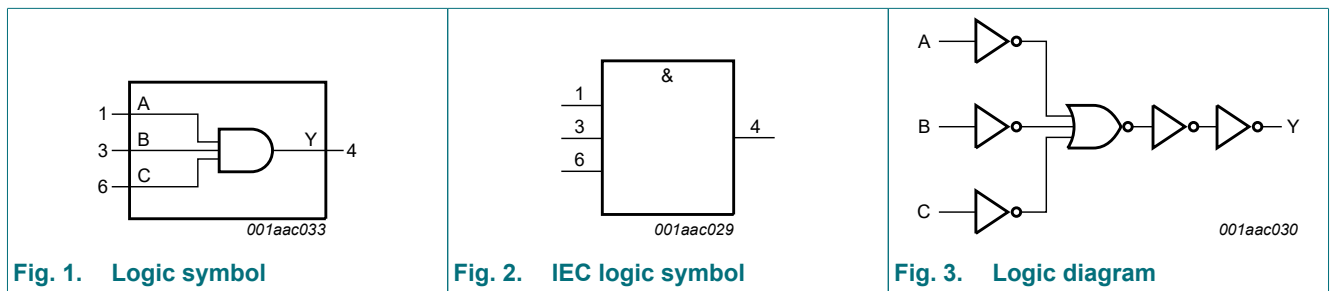 A
1
B
3
Y
4
C
6
001aac033
Fig. 1. Logic symbol
&
1
3
4
6
001aac029
Fig. 2. IEC logic symbol
A
B
Y
C
001aac030
Fig. 3. Logic diagram